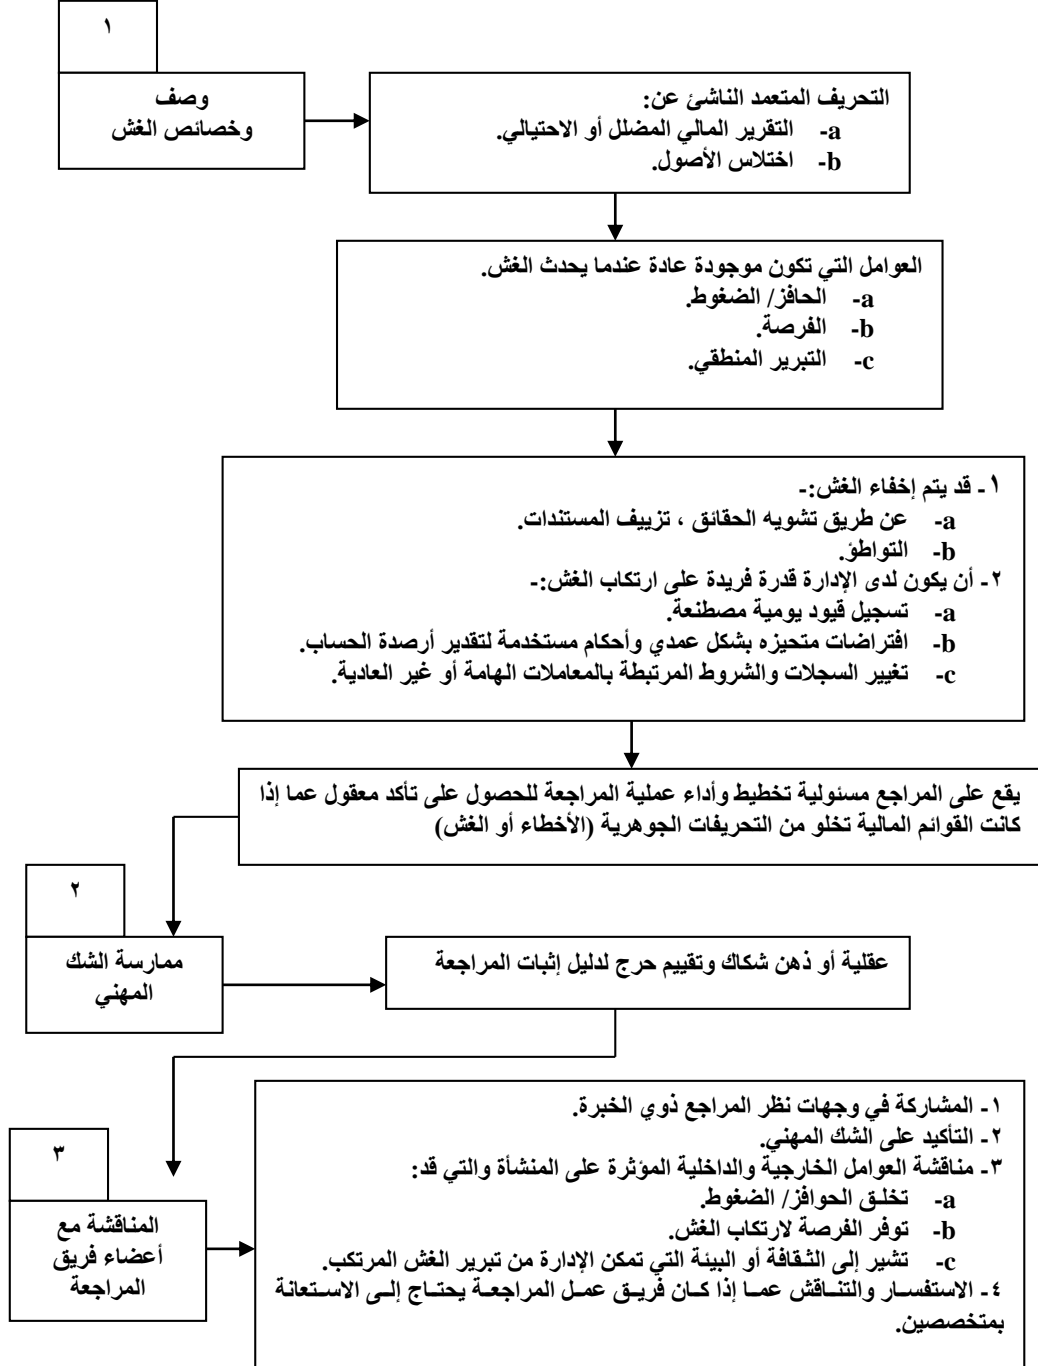 ١
وصف
وخصائص الغش
التحريف المتعمد الناشئ عن:
a- التقرير المالي المضلل أو الاحتيالي.
b- اختلاس الأصول.
العوامل التي تكون موجودة عادة عندما يحدث الغش.
a- الحافز/ الضغوط.
b- الفرصة.
c- التبرير المنطقي.
١- قد يتم إخفاء الغش:-
a- عن طريق تشويه الحقائق ، تزييف المستندات.
b- التواطؤ.
٢- أن يكون لدى الإدارة قدرة فريدة على ارتكاب الغش:-
a- تسجيل قيود يومية مصطنعة.
b- افتراضات متحيزه بشكل عمدي وأحكام مستخدمة لتقدير أرصدة الحساب.
c- تغيير السجلات والشروط المرتبطة بالمعاملات الهامة أو غير العادية.
يقع على المراجع مسئولية تخطيط وأداء عملية المراجعة للحصول على تأكد معقول عما إذا
كانت القوائم المالية تخلو من التحريفات الجوهرية (الأخطاء أو الغش)
٢
ممارسة الشك
المهني
عقلية أو ذهن شكاك وتقييم حرج لدليل إثبات المراجعة
٣
المناقشة مع
أعضاء فريق
المراجعة
١- المشاركة في وجهات نظر المراجع ذوي الخبرة.
٢- التأكيد على الشك المهني.
٣- مناقشة العوامل الخارجية والداخلية المؤثرة على المنشأة والتي قد:
a- تخلق الحوافز/ الضغوط.
b- توفر الفرصة لارتكاب الغش.
c- تشير إلى الثقافة أو البيئة التي تمكن الإدارة من تبرير الغش المرتكب.
٤- الاستفسار والتناقش عما إذا كان فريق عمل المراجعة يحتاج إلى الاستعانة
بمتخصصين.